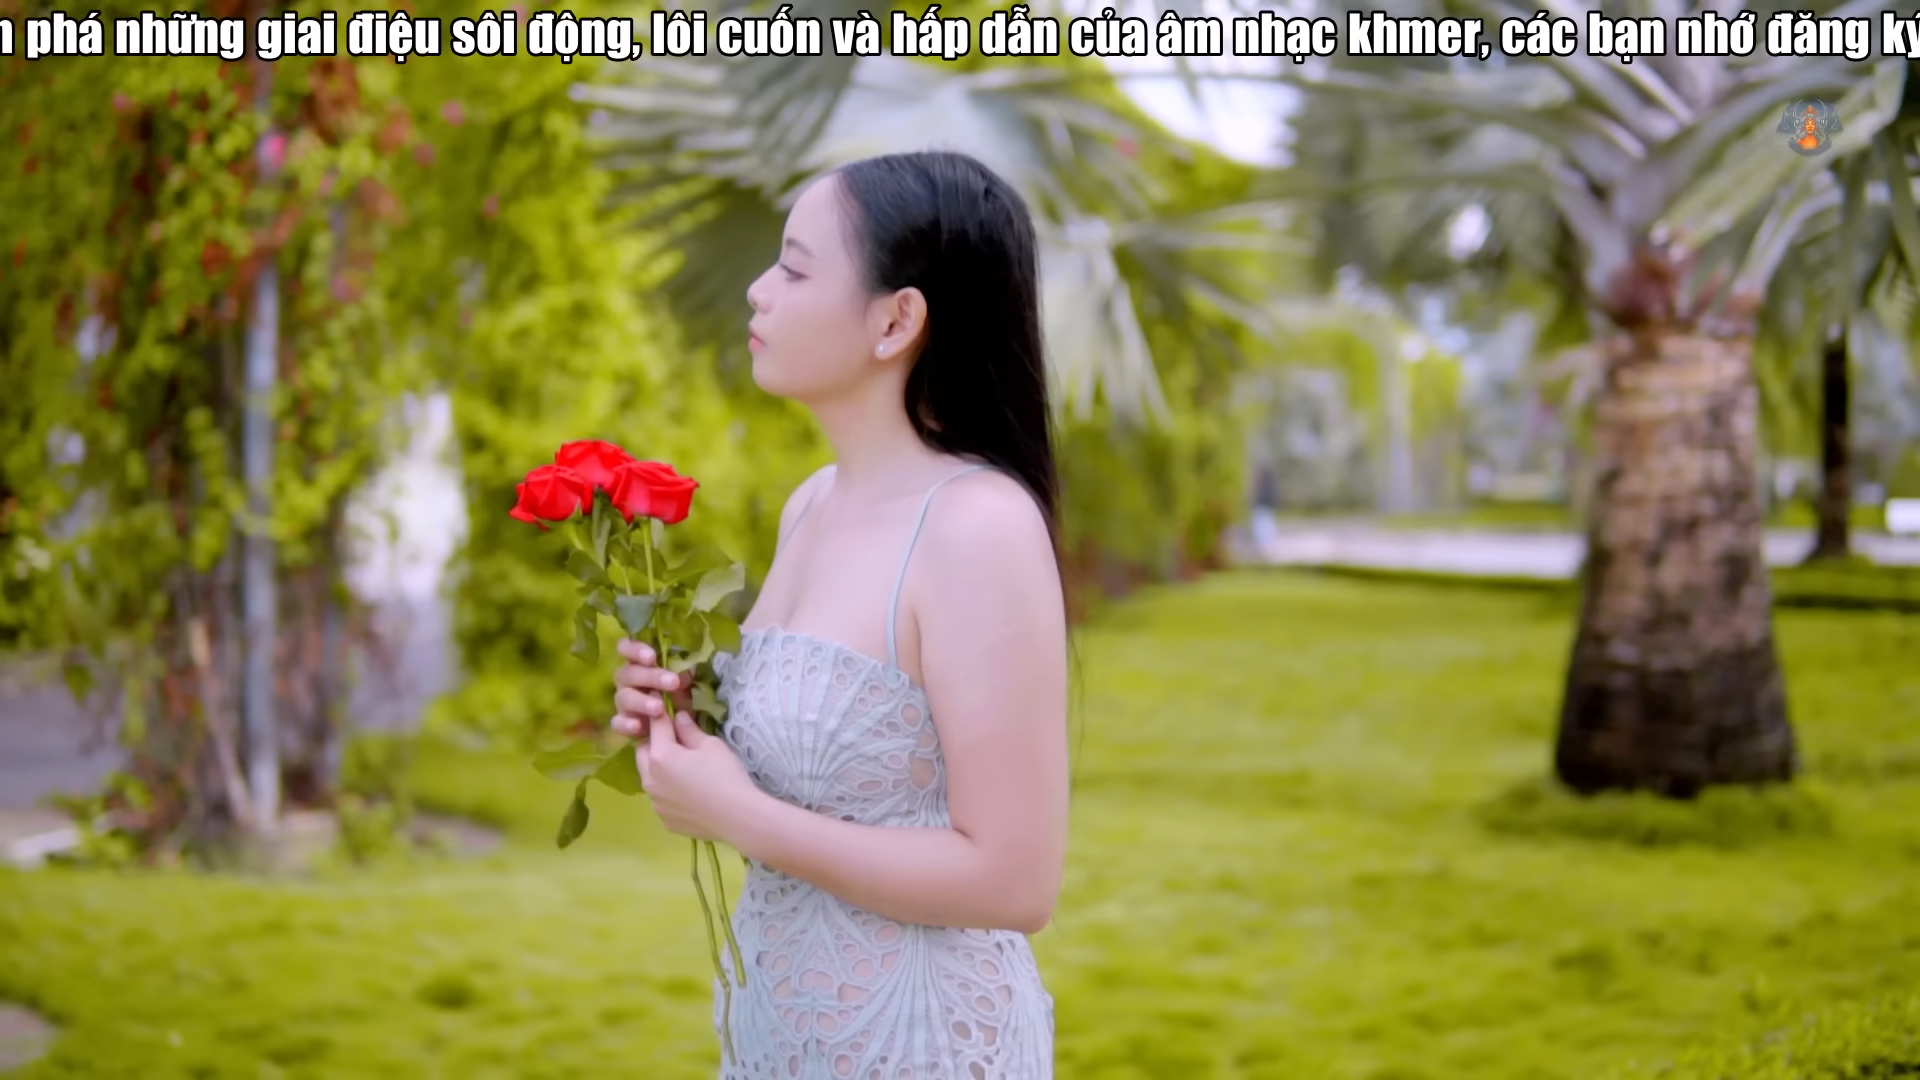 phá những giai điệu sôi động, lôi cuốn và hấp dẫn của âm nhạc khmer, các bạn nhớ đăng ký